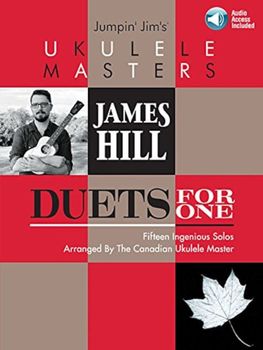 Audio
Access
Included
Jumpin' Jim's
UKULELE
MASTERS
JAMES
HILL
DUETS FOR ONE
Fifteen Ingenious Solos
Arranged By The Canadian Ukulele Master